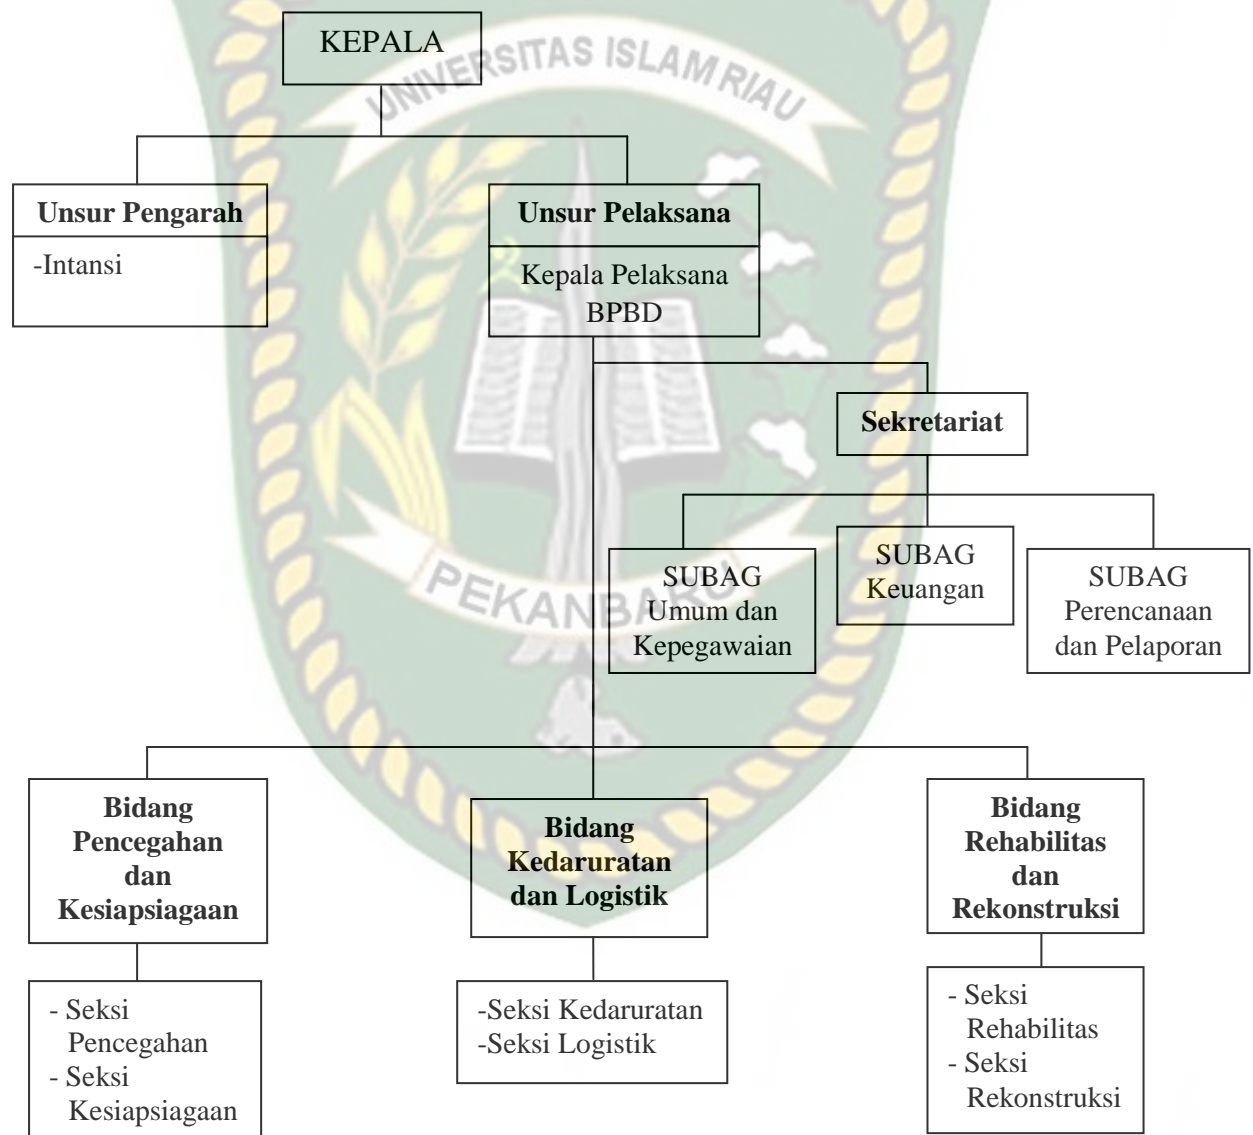 KEPALA
UNIVERSITAS ISLAM RIAU
Unsur Pengarah
-Intansi
Unsur Pelaksana
Kepala Pelaksana
BPBD
Sekretariat
SUBAG
Umum dan
Kepegawaian
SUBAG
Keuangan
SUBAG
Perencanaan
dan Pelaporan
PEKANBARU
Bidang
Pencegahan
dan
Kesiapsiagaan
Bidang
Kedaruratan
dan Logistik
Bidang
Rehabilitas
dan
Rekonstruksi
- Seksi
Pencegahan
- Seksi
Kesiapsiagaan
-Seksi Kedaruratan
-Seksi Logistik
- Seksi
Rehabilitas
- Seksi
Rekonstruksi